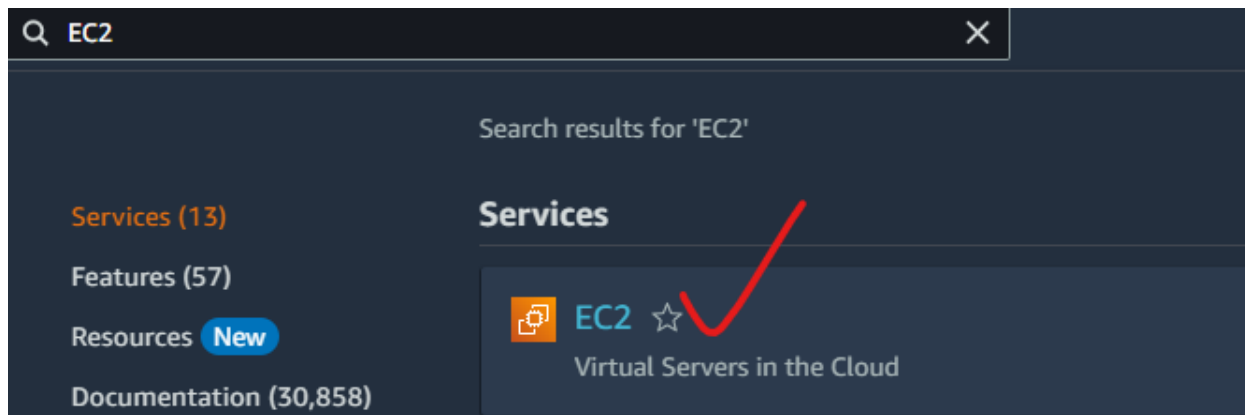 EC2
Search results for 'EC2'
Services (13)
Features (57)
Resources New
Documentation (30,858)
Services
EC2
Virtual Servers in the Cloud